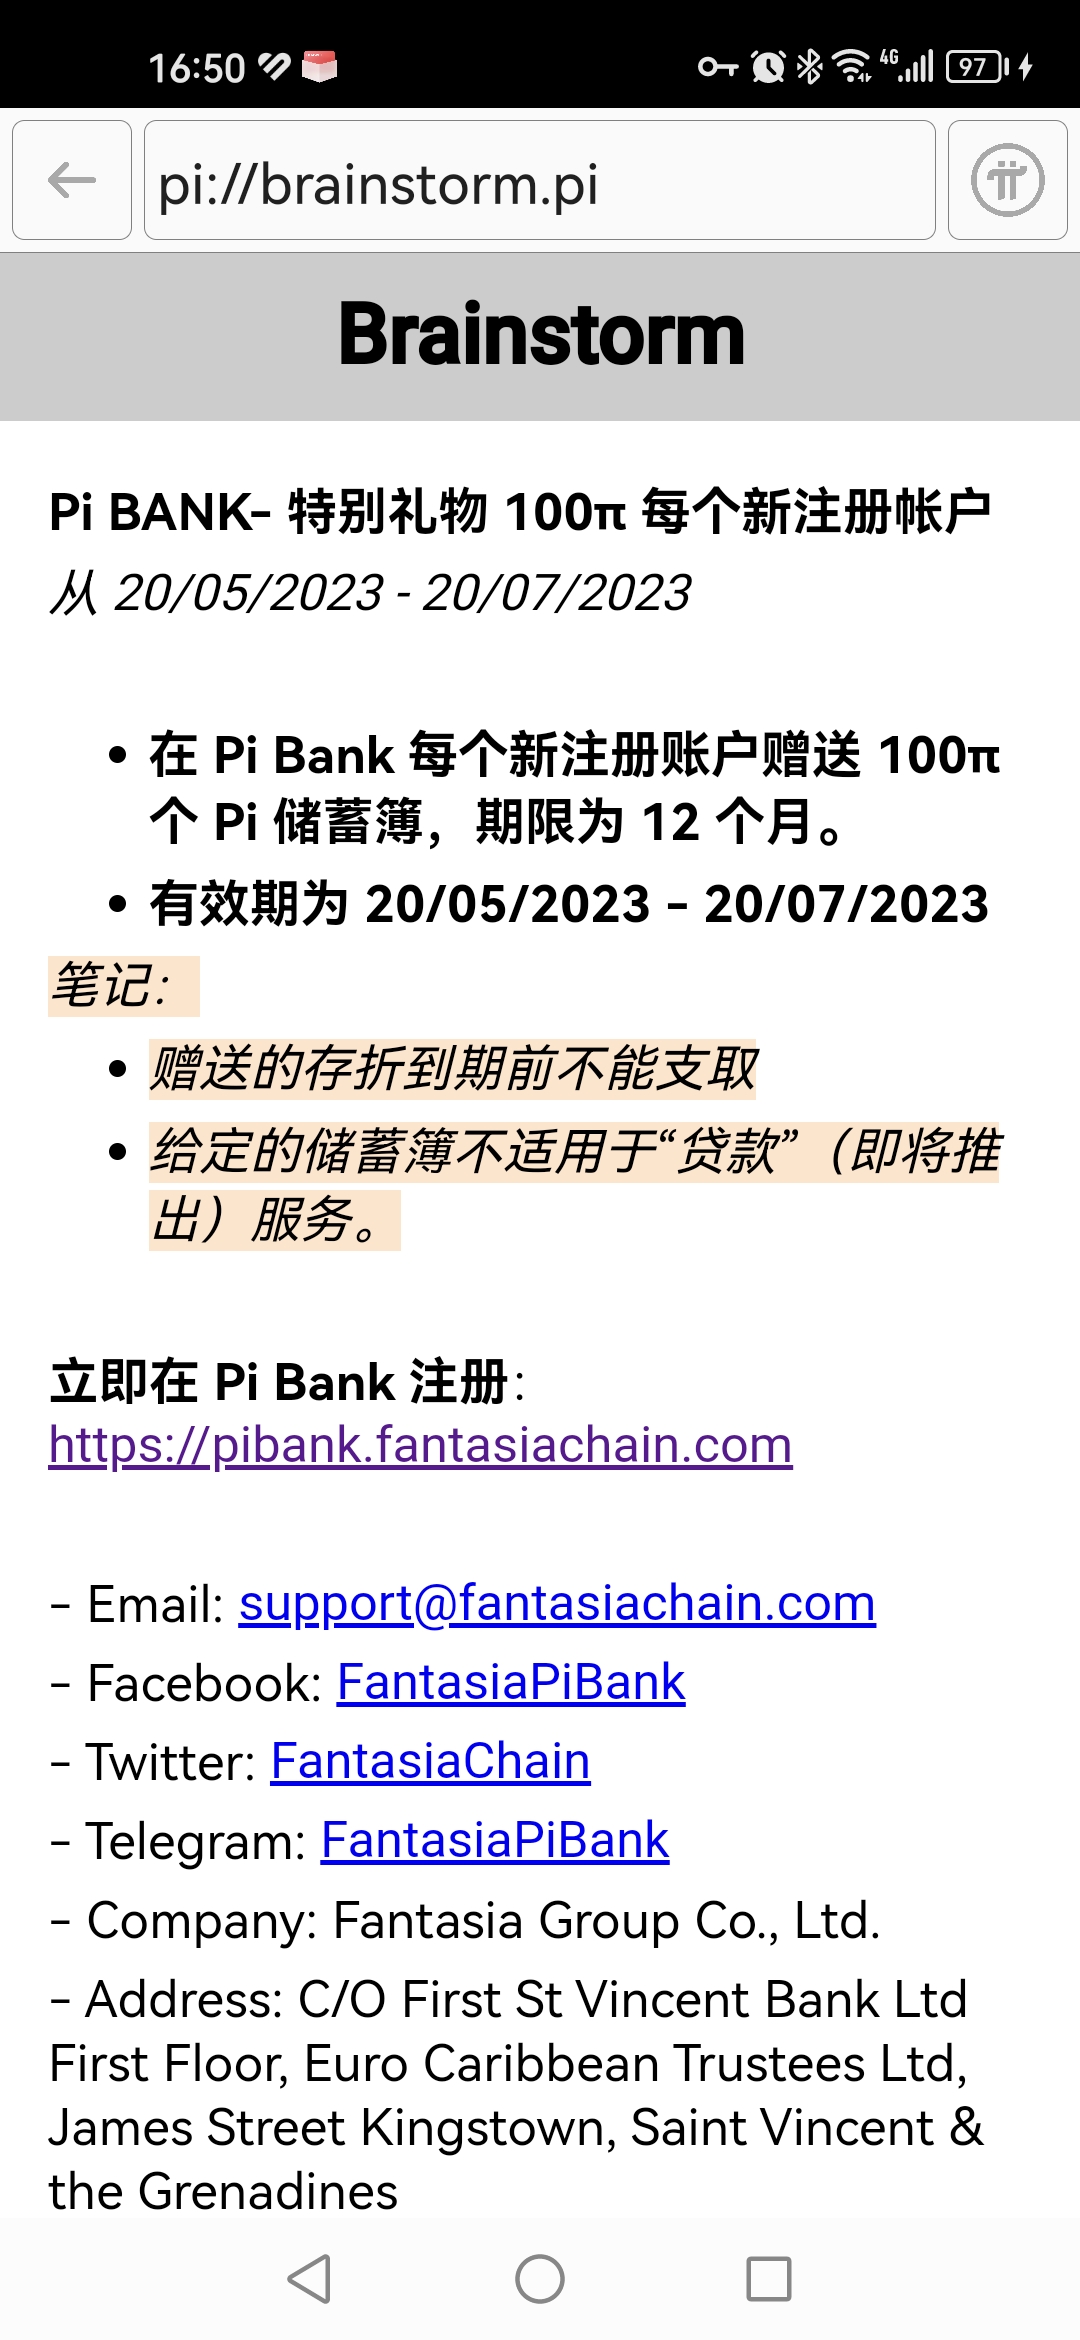 16:50
4G
97
pi://brainstorm.pi
Brainstorm
Pi BANK- 特别礼物 100π 每个新注册帐户
从 20/05/2023 - 20/07/2023
• 在 Pi Bank 每个新注册账户赠送 100π
个 Pi 储蓄簿，期限为 12 个月。
• 有效期为 20/05/2023 - 20/07/2023
笔记：
• 赠送的存折到期前不能支取
• 给定的储蓄簿不适用于“贷款”（即将推
出）服务。
立即在 Pi Bank 注册：
https://pibank.fantasiachain.com
- Email: support@fantasiachain.com
- Facebook: FantasiaPiBank
- Twitter: FantasiaChain
- Telegram: FantasiaPiBank
- Company: Fantasia Group Co., Ltd.
- Address: C/O First St Vincent Bank Ltd
First Floor, Euro Caribbean Trustees Ltd,
James Street Kingstown, Saint Vincent &
the Grenadines